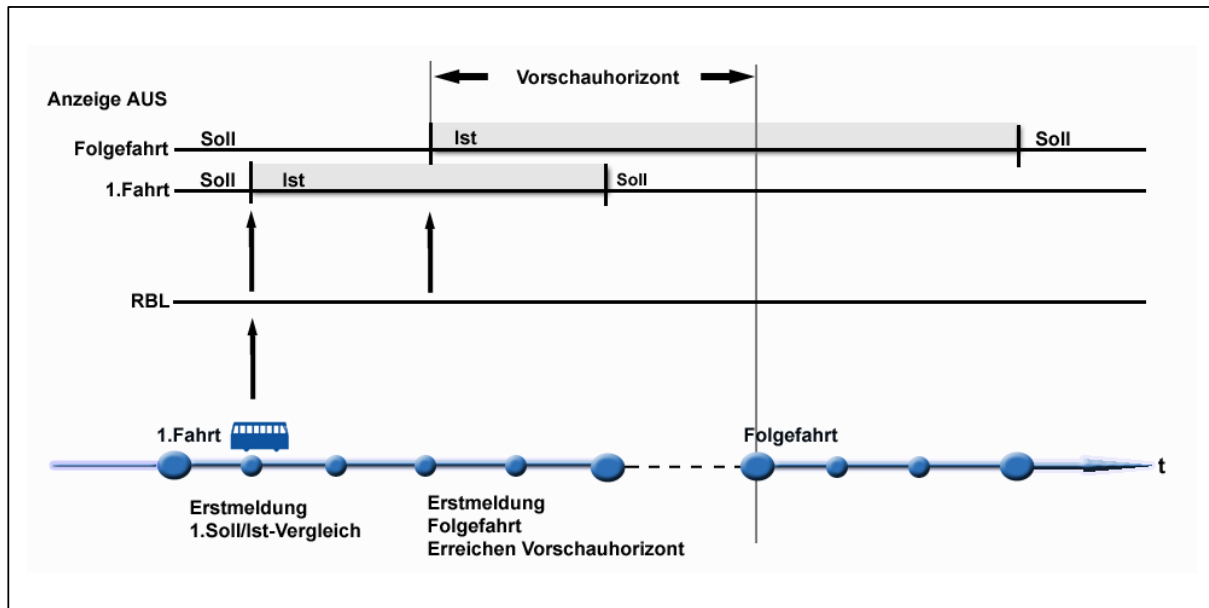 Vorschauhorizont
Anzeige AUS
Folgefahrt Soll Ist Soll
1.Fahrt Soll Ist Soll
RBL
1.Fahrt Folgefahrt
t
Erstmeldung
1.Soll/Ist-Vergleich
Erstmeldung
Folgefahrt
Erreichen Vorschauhorizont